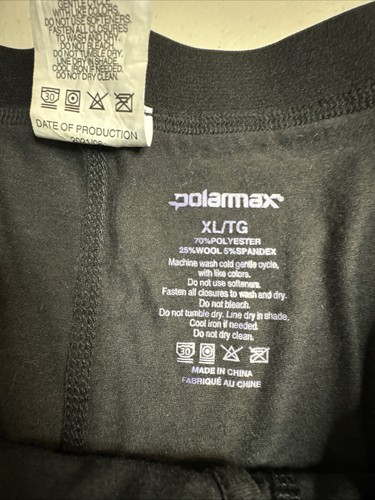 GENTLE CYCLE
WITH LIKE COLORS.
DO NOT USE SOFTENERS.
FASTEN ALL CLOSURES
TO WASH AND DRY.
DO NOT BLEACH.
DO NOT TUMBLE DRY.
LINE DRY IN SHADE.
COOL IRON IF NEEDED.
DO NOT DRY CLEAN.
30
DATE OF PRODUCTION
polarmax
XL/TG
70%POLYESTER
25%WOOL 5%SPANDEX
Machine wash cold gentle cycle,
with like colors.
Do not use softeners.
Fasten all closures to wash and dry.
Do not bleach.
Do not tumble dry. Line dry in shade.
Cool iron if needed.
Do not dry clean.
30
MADE IN CHINA
FABRIQUÉ AU CHINE